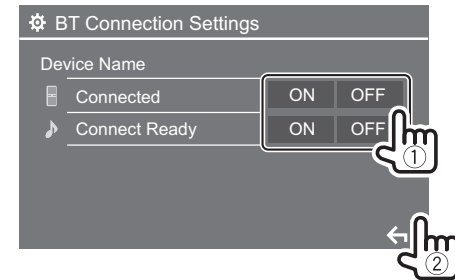 BT Connection Settings
Device Name
Connected ON OFF
Connect Ready ON OFF
①
②